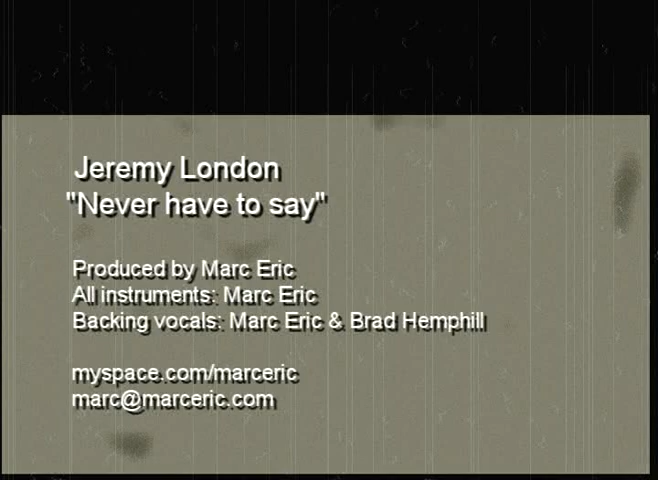 Jeremy London
"Never have to say"
Produced by Marc Eric
All instruments: Marc Eric
Backing vocals: Marc Eric & Brad Hemphill
myspace.com/marceric
marc@marceric.com